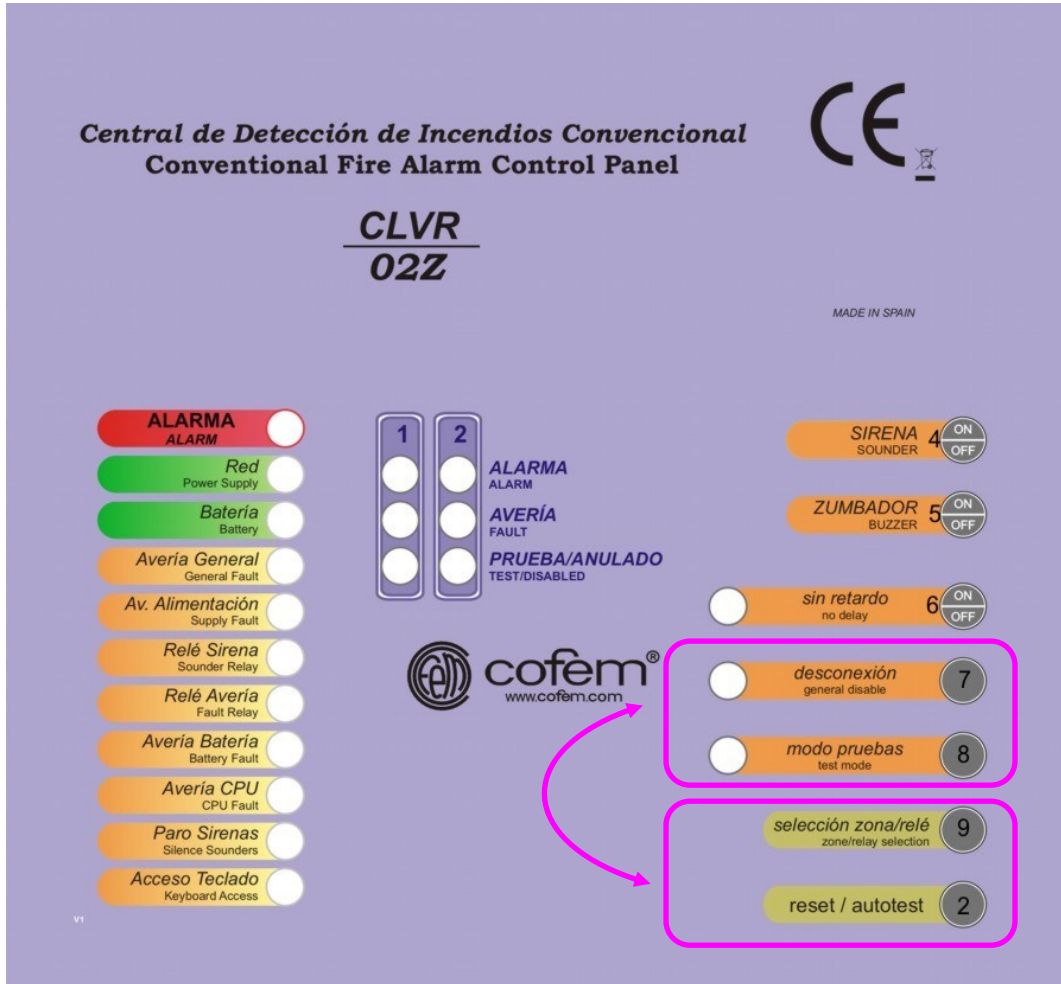 Central de Detección de Incendios Convencional
Conventional Fire Alarm Control Panel
CE
CLVR
02Z
MADE IN SPAIN
ALARMA
ALARM
Red
Power Supply
Batería
Battery
Avería General
General Fault
Av. Alimentación
Supply Fault
Relé Sirena
Sounder Relay
Relé Avería
Fault Relay
Avería Batería
Battery Fault
Avería CPU
CPU Fault
Paro Sirenas
Silence Sounders
Acceso Teclado
Keyboard Access
V1
1 2
ALARMA
ALARM
AVERÍA
FAULT
PRUEBA/ANULADO
TEST/DISABLED
cofem®
www.cofem.com
SIRENA 4 ON
SOUNDER OFF
ZUMBADOR 5 ON
BUZZER OFF
sin retardo 6 ON
no delay OFF
desconexión 7
general disable
modo pruebas 8
test mode
selección zona/relé 9
zone/relay selection
reset / autotest 2